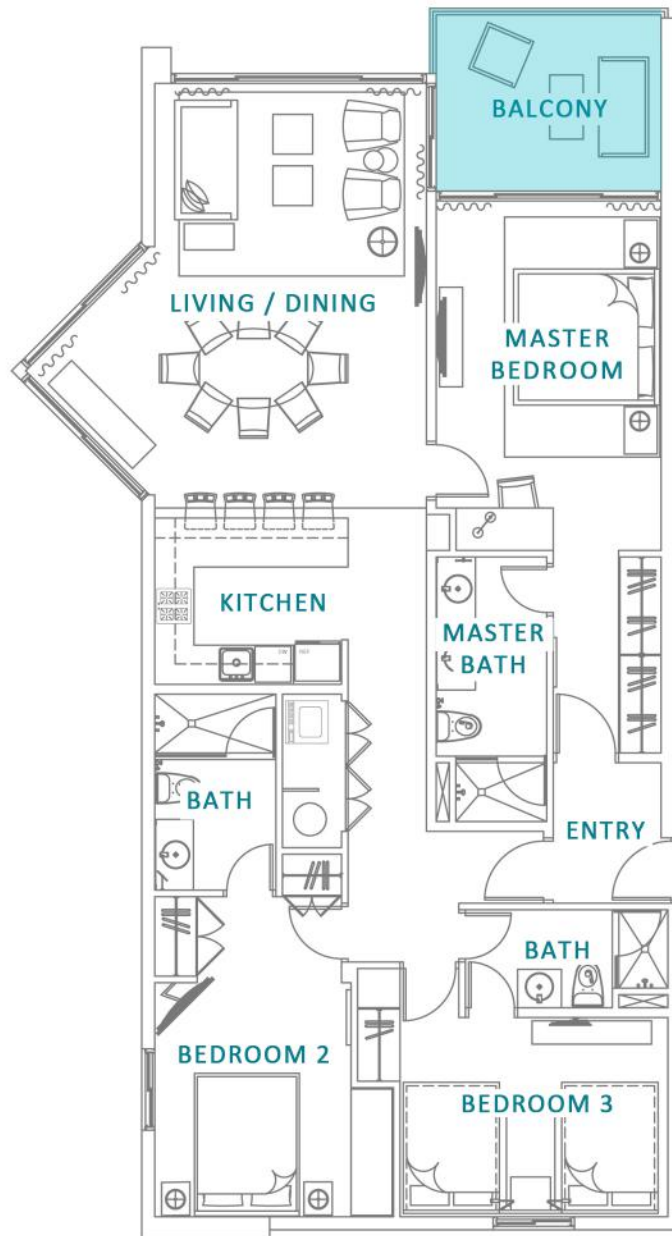 BALCONY
LIVING / DINING
MASTER
BEDROOM
KITCHEN
MASTER
BATH
BATH
ENTRY
BATH
BEDROOM 2
BEDROOM 3